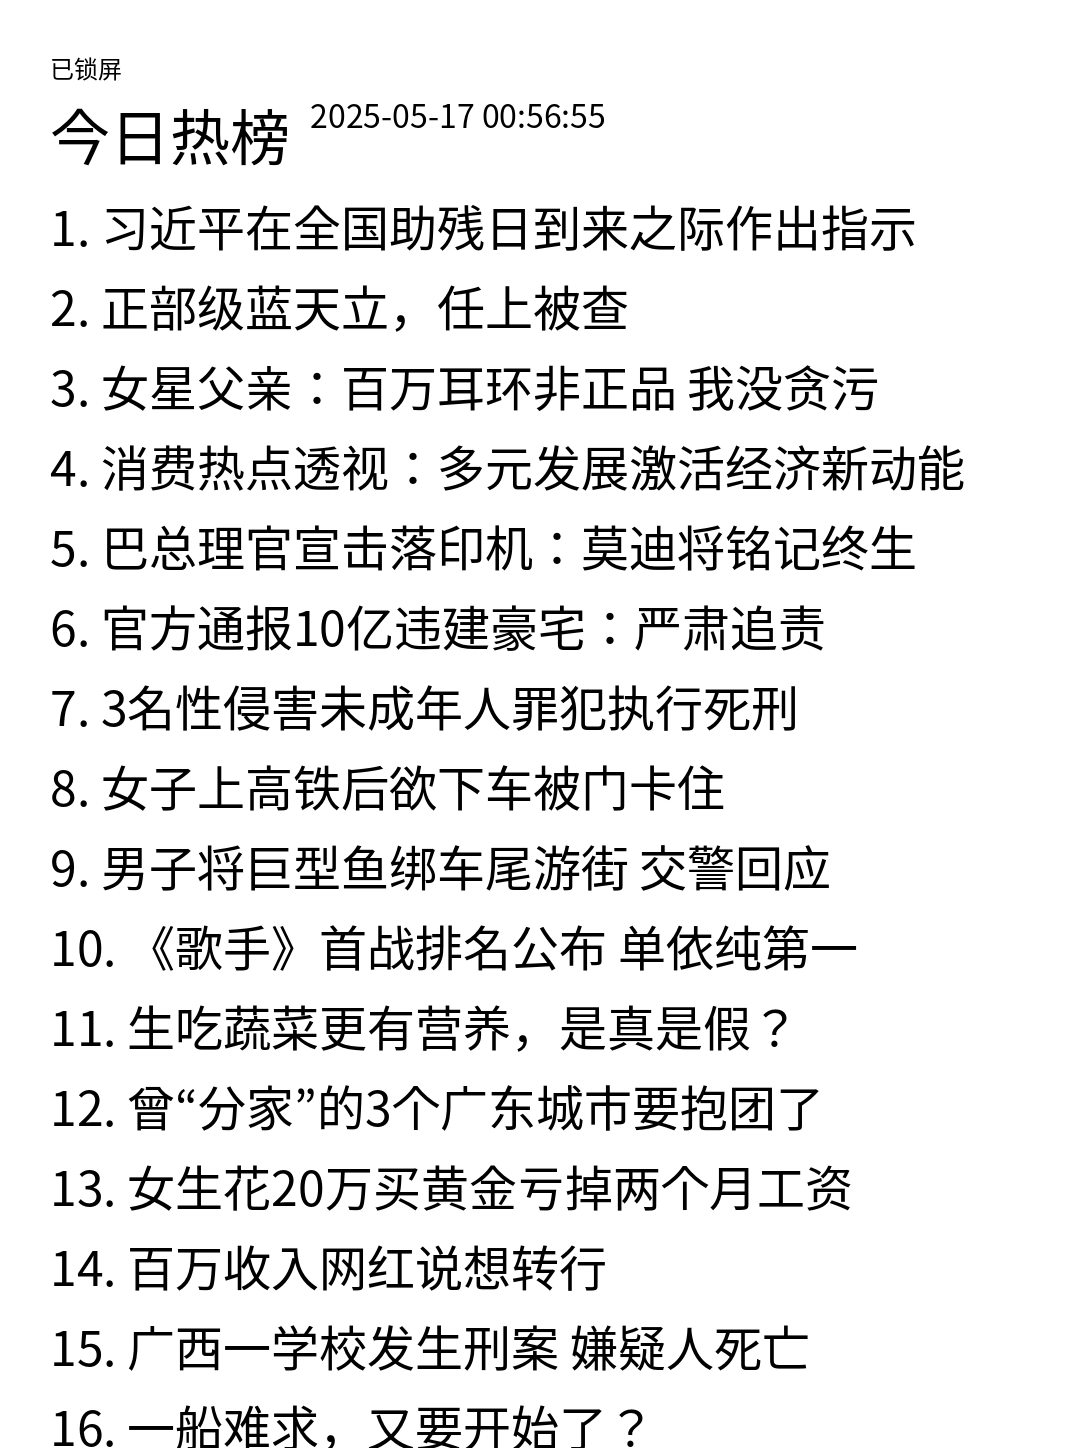 已锁屏
今日热榜 2025-05-17 00:56:55
1. 习近平在全国助残日到来之际作出指示
2. 正部级蓝天立，任上被查
3. 女星父亲：百万耳环非正品 我没贪污
4. 消费热点透视：多元发展激活经济新动能
5. 巴总理官宣击落印机：莫迪将铭记终生
6. 官方通报10亿违建豪宅：严肃追责
7. 3名性侵害未成年人罪犯执行死刑
8. 女子上高铁后欲下车被门卡住
9. 男子将巨型鱼绑车尾游街 交警回应
10. 《歌手》首战排名公布 单依纯第一
11. 生吃蔬菜更有营养，是真是假？
12. 曾“分家”的3个广东城市要抱团了
13. 女生花20万买黄金亏掉两个月工资
14. 百万收入网红说想转行
15. 广西一学校发生刑案 嫌疑人死亡
16. 一船难求，又要开始了？